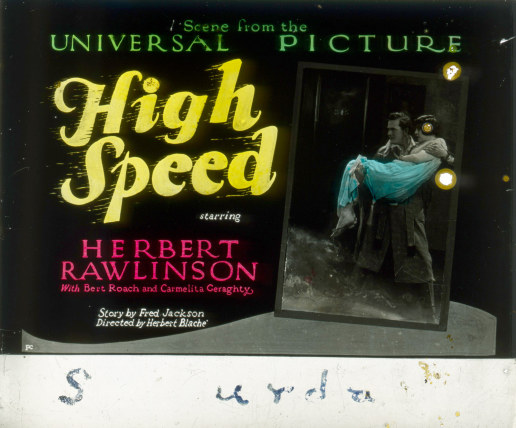 Scene from the
UNIVERSAL PICTURE
High
Speed
starring
HERBERT
RAWLINSON
With Bert Roach and Carmelita Geraghty
Story by Fred Jackson
Directed by Herbert Blaché
S urda